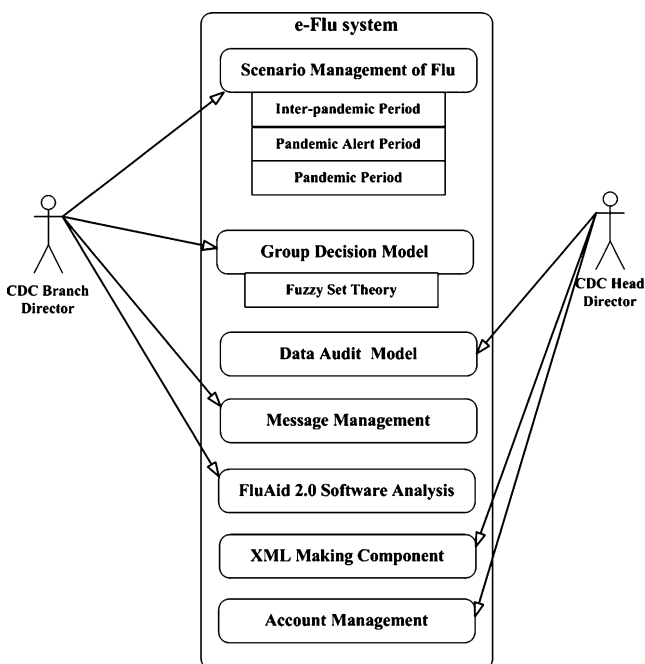 e-Flu system
Scenario Management of Flu
Inter-pandemic Period
Pandemic Alert Period
Pandemic Period
CDC Branch
Director
Group Decision Model
Fuzzy Set Theory
CDC Head
Director
Data Audit Model
Message Management
FluAid 2.0 Software Analysis
XML Making Component
Account Management